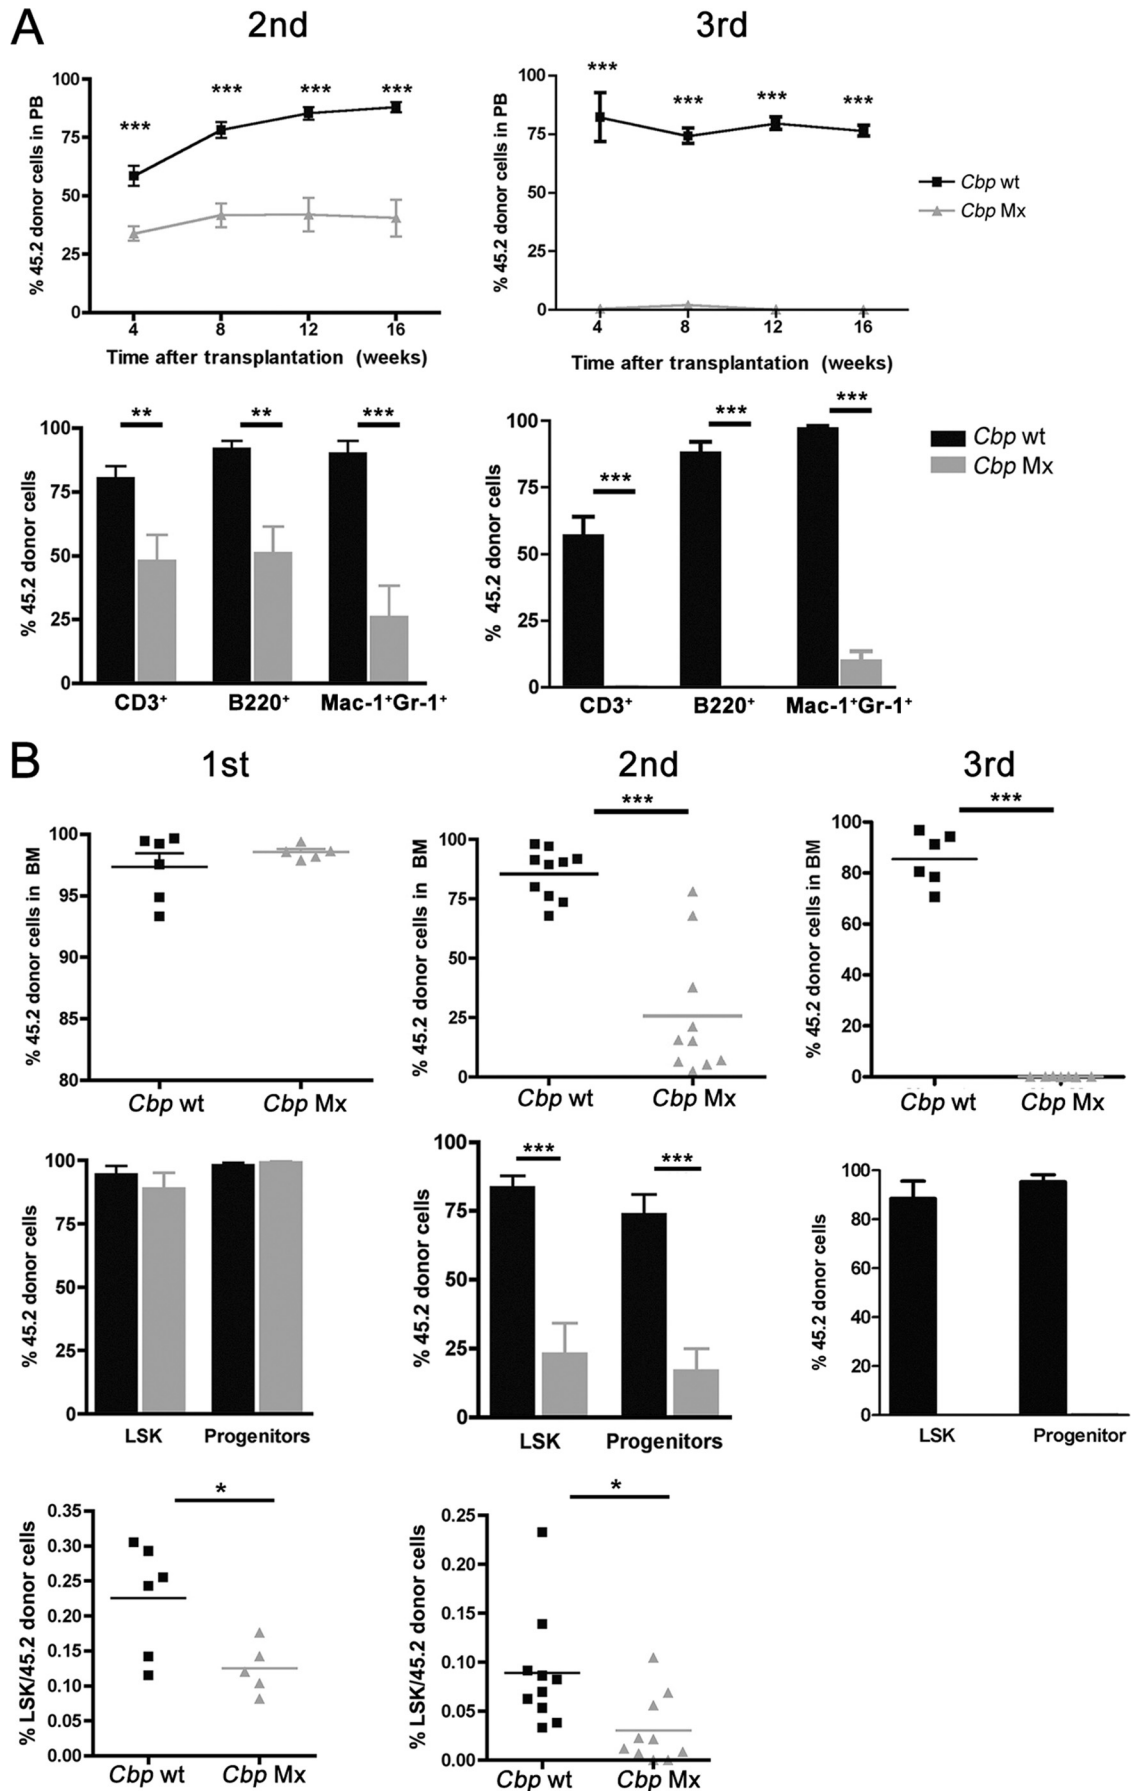 A
2nd
3rd
% 45.2 donor cells in PB
100
75
50
25
0
***
***
***
***
4
8
12
16
Time after transplantation (weeks)
% 45.2 donor cells in PB
100
75
50
25
0
***
***
***
***
4
8
12
16
Time after transplantation (weeks)
Cbp wt
Cbp Mx
% 45.2 donor cells
100
75
50
25
0
**
**
***
CD3+
B220+
Mac-1+Gr-1+
% 45.2 donor cells
100
75
50
25
0
***
***
***
CD3+
B220+
Mac-1+Gr-1+
Cbp wt
Cbp Mx
B
1st
2nd
3rd
% 45.2 donor cells in BM
100
95
90
85
80
Cbp wt
Cbp Mx
% 45.2 donor cells in BM
100
75
50
25
0
***
Cbp wt
Cbp Mx
% 45.2 donor cells in BM
100
80
60
40
20
0
***
Cbp wt
Cbp Mx
% 45.2 donor cells
100
75
50
25
0
LSK
Progenitors
% 45.2 donor cells
100
75
50
25
0
***
***
LSK
Progenitors
% 45.2 donor cells
100
80
60
40
20
0
LSK
Progenitor
% LSK/45.2 donor cells
0.35
0.30
0.25
0.20
0.15
0.10
0.05
0.00
*
Cbp wt
Cbp Mx
% LSK/45.2 donor cells
0.25
0.20
0.15
0.10
0.05
0.00
*
Cbp wt
Cbp Mx